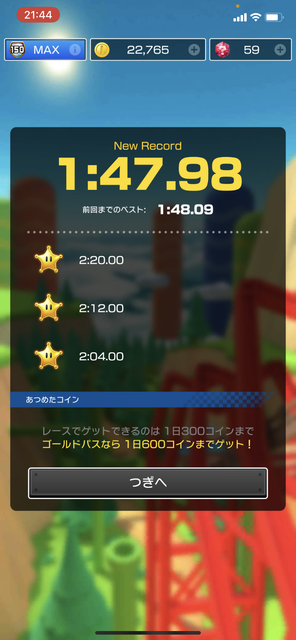 21:44
150 MAX i 22,765 + 59 +
New Record
1:47.98
前回までのベスト: 1:48.09
2:20.00
2:12.00
2:04.00
あつめたコイン
レースでゲットできるのは 1日300コインまで
ゴールドパスなら 1日600コインまでゲット！
つぎへ